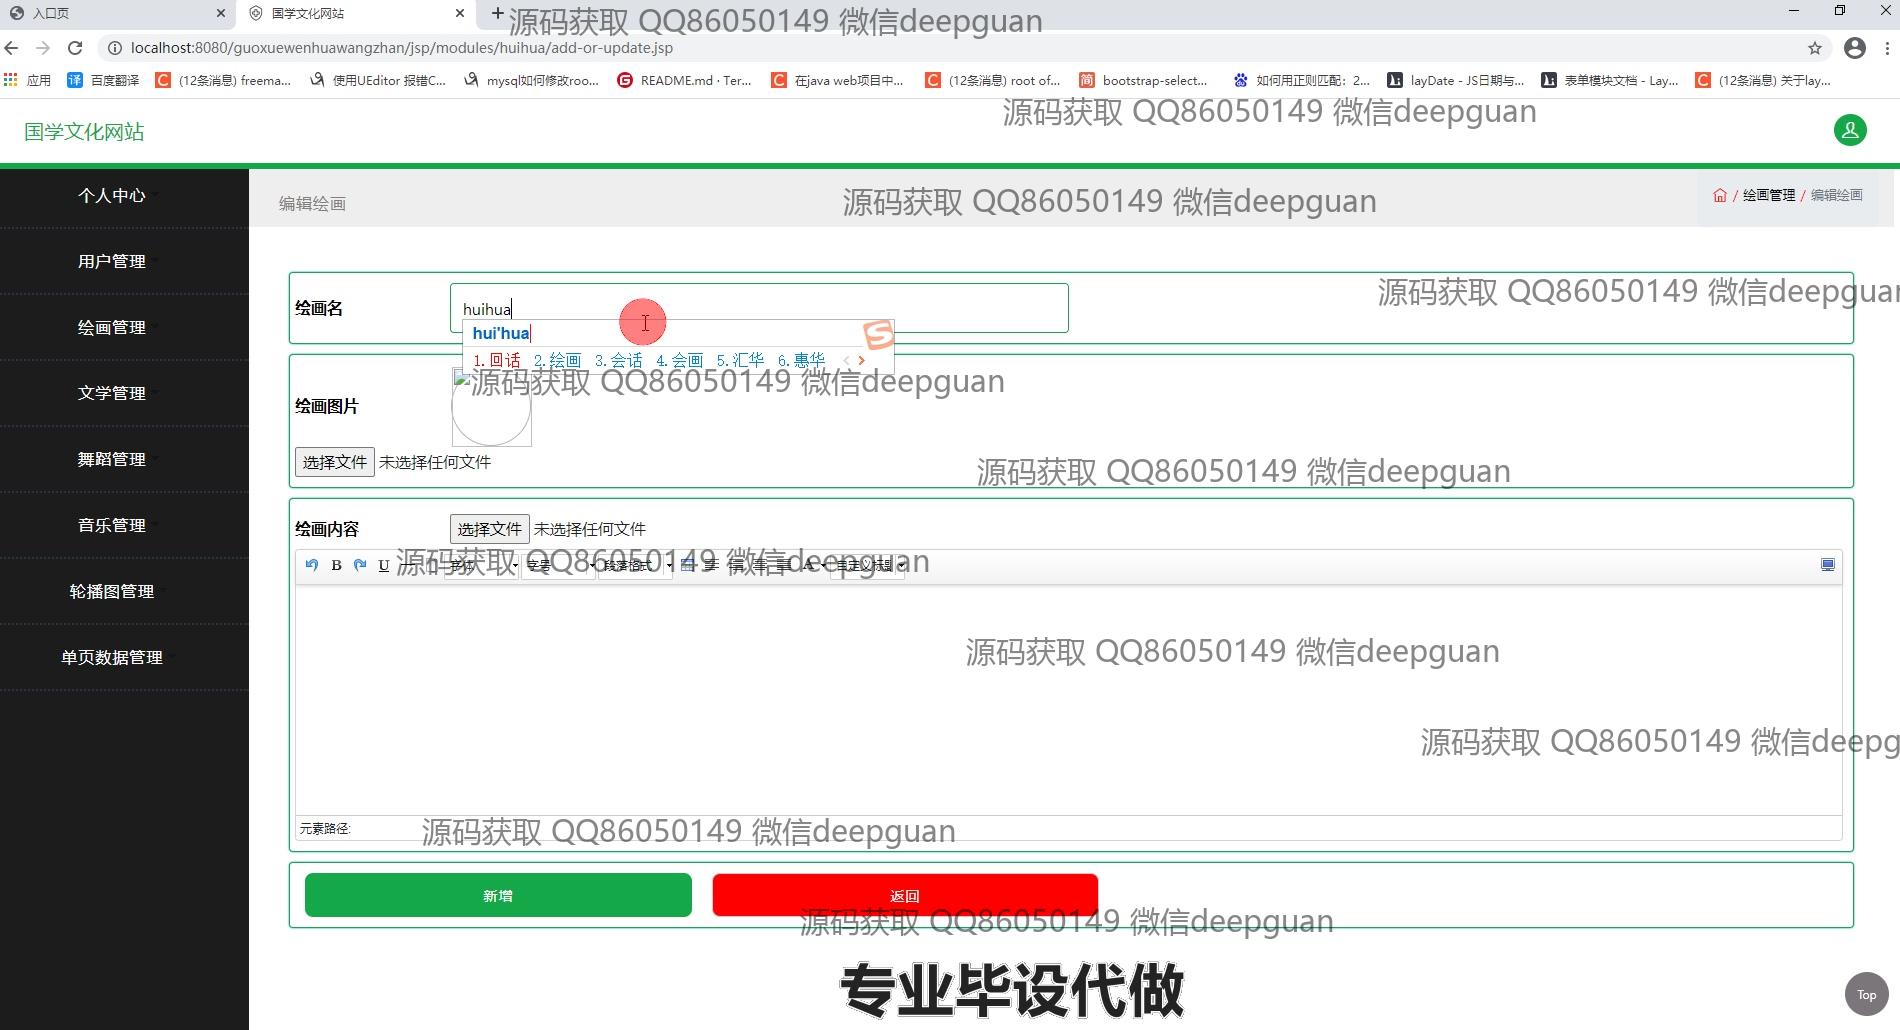 入口页
国学文化网站
源码获取 QQ86050149 微信deepguan
localhost:8080/guoxuewenhuawangzhan/jsp/modules/huihua/add-or-update.jsp
应用
译 百度翻译
C (12条消息) freema...
使用UEditor 报错C...
mysql如何修改roo...
G README.md · Ter...
C 在java web项目中...
C (12条消息) root of...
简 bootstrap-select...
如何用正则匹配：2...
layDate - JS日期与...
表单模块文档 - Lay...
C (12条消息) 关于lay...
源码获取 QQ86050149 微信deepguan
国学文化网站
个人中心
用户管理
绘画管理
文学管理
舞蹈管理
音乐管理
轮播图管理
单页数据管理
编辑绘画
源码获取 QQ86050149 微信deepguan
/ 绘画管理 / 编辑绘画
源码获取 QQ86050149 微信deepguan
绘画名
huihua
hui'hua
1.回话 2.绘画 3.会话 4.会画 5.汇华 6.惠华
S
源码获取 QQ86050149 微信deepguan
绘画图片
选择文件 未选择任何文件
源码获取 QQ86050149 微信deepguan
绘画内容
选择文件 未选择任何文件
B U 字体 字号 段落格式 A 自定义标题
源码获取 QQ86050149 微信deepguan
源码获取 QQ86050149 微信deepguan
源码获取 QQ86050149 微信deepg
元素路径:
源码获取 QQ86050149 微信deepguan
新增
返回
源码获取 QQ86050149 微信deepguan
专业毕设代做
Top